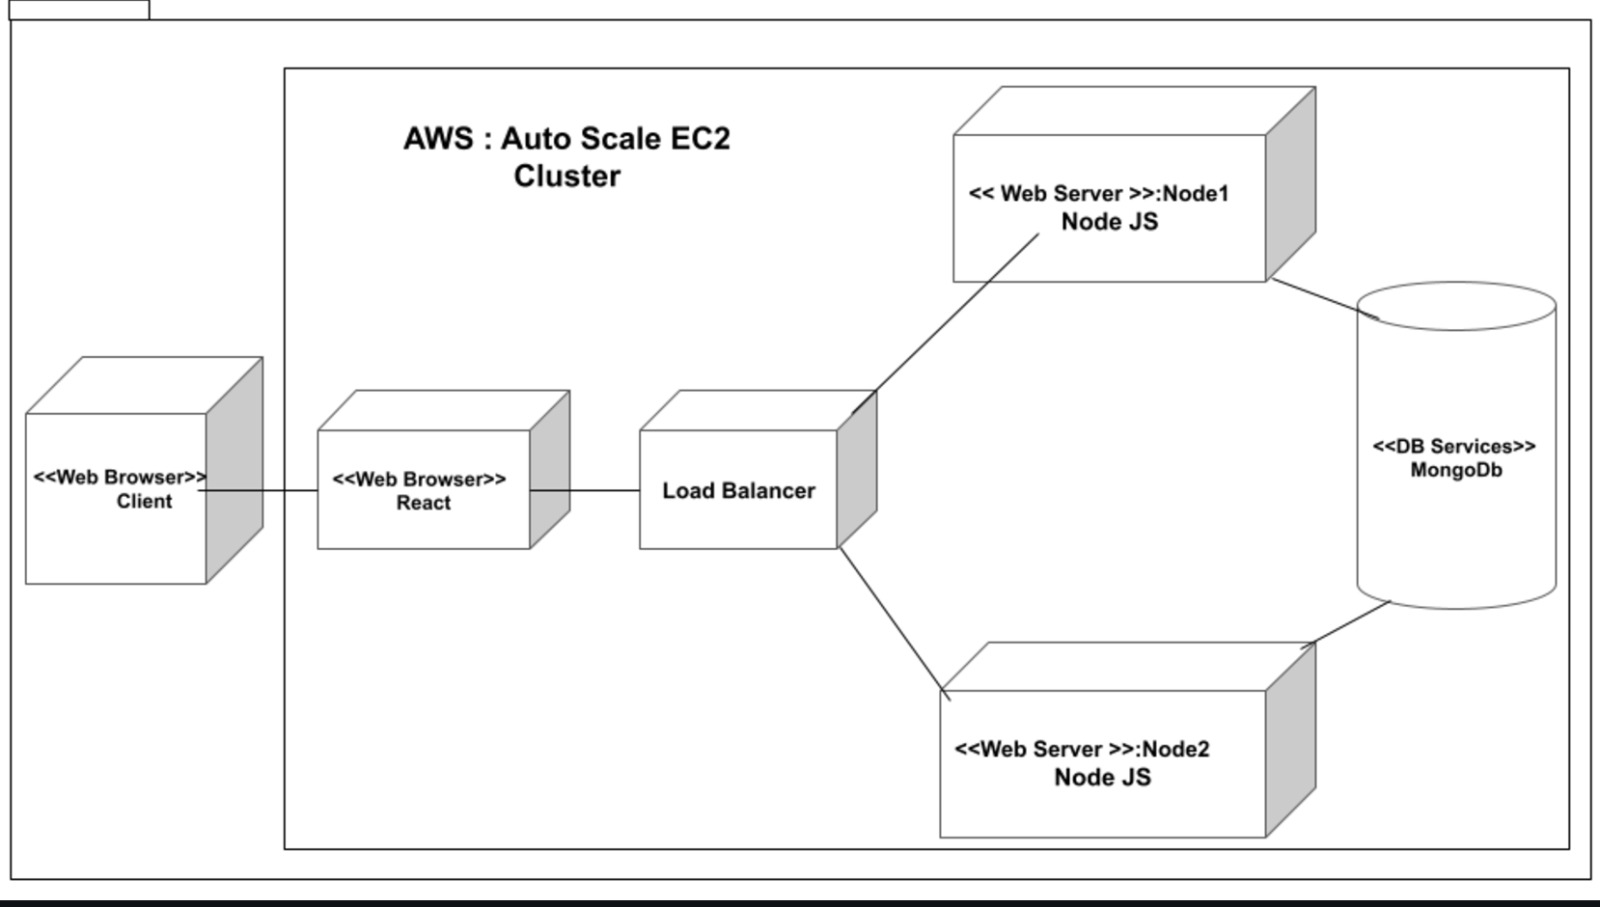 AWS : Auto Scale EC2
Cluster
<< Web Server >>:Node1
Node JS
<<Web Browser>>
Client
<<Web Browser>>
React
Load Balancer
<<DB Services>>
MongoDb
<<Web Server >>:Node2
Node JS